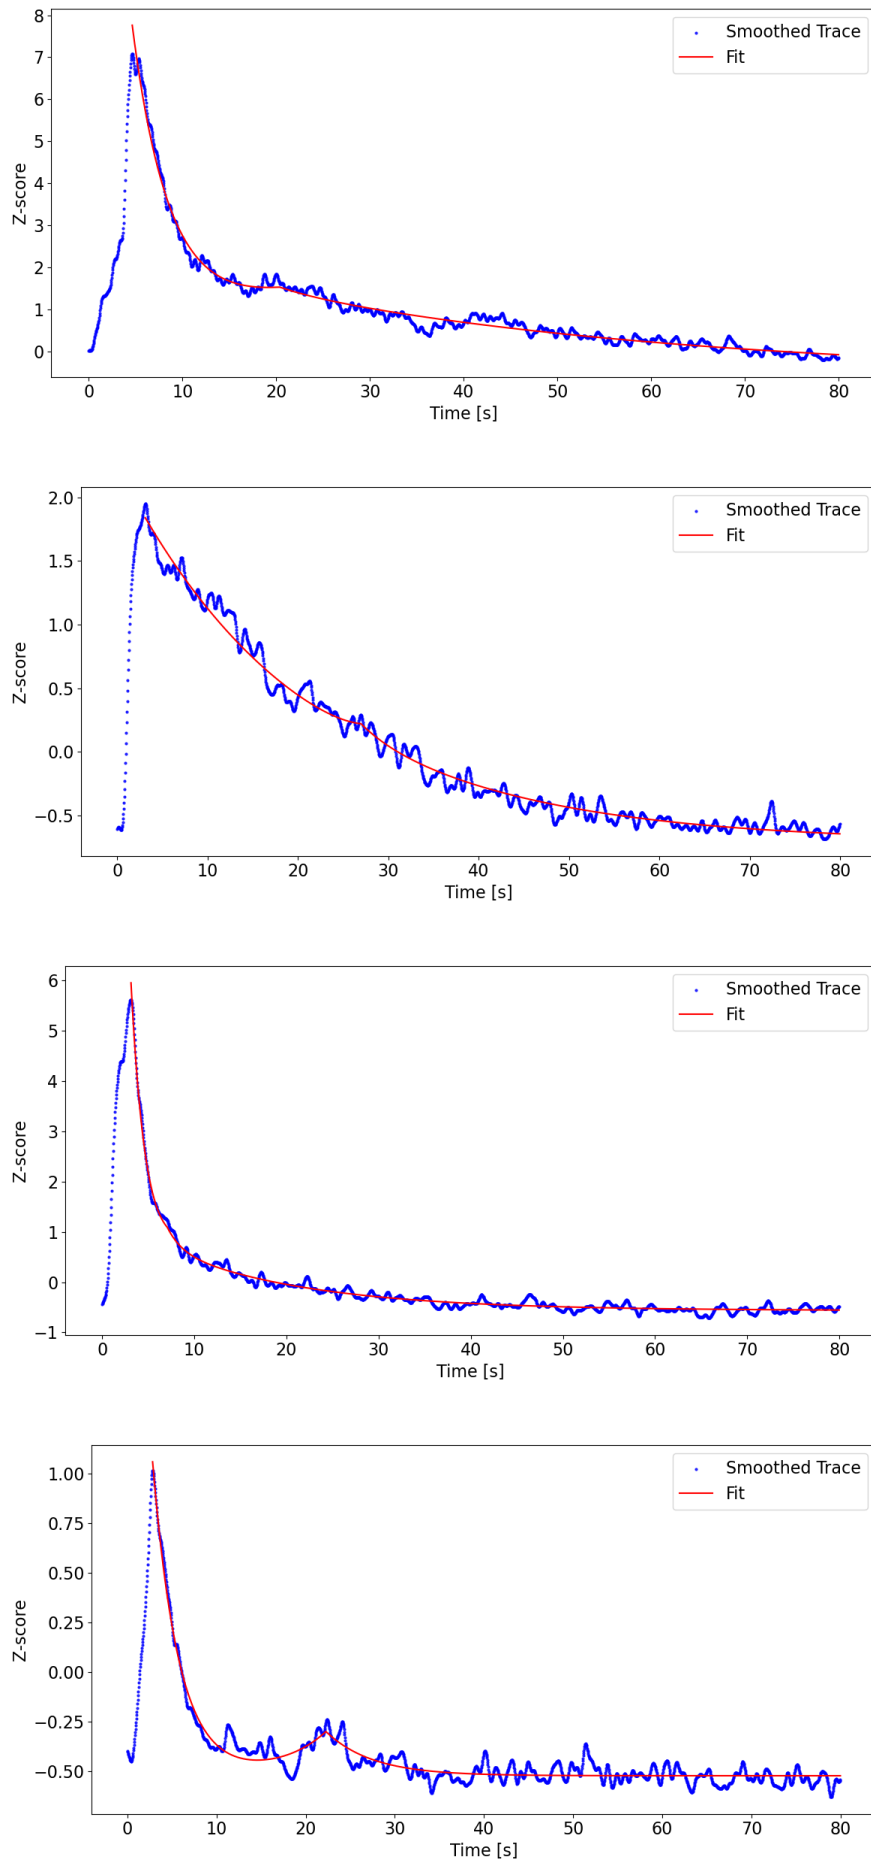 8
7
6
5
4
3
2
1
0
Z-score
Smoothed Trace
Fit
0 10 20 30 40 50 60 70 80
Time [s]
2.0
1.5
1.0
0.5
0.0
−0.5
Z-score
Smoothed Trace
Fit
0 10 20 30 40 50 60 70 80
Time [s]
6
5
4
3
2
1
0
−1
Z-score
Smoothed Trace
Fit
0 10 20 30 40 50 60 70 80
Time [s]
1.00
0.75
0.50
0.25
0.00
−0.25
−0.50
Z-score
Smoothed Trace
Fit
0 10 20 30 40 50 60 70 80
Time [s]